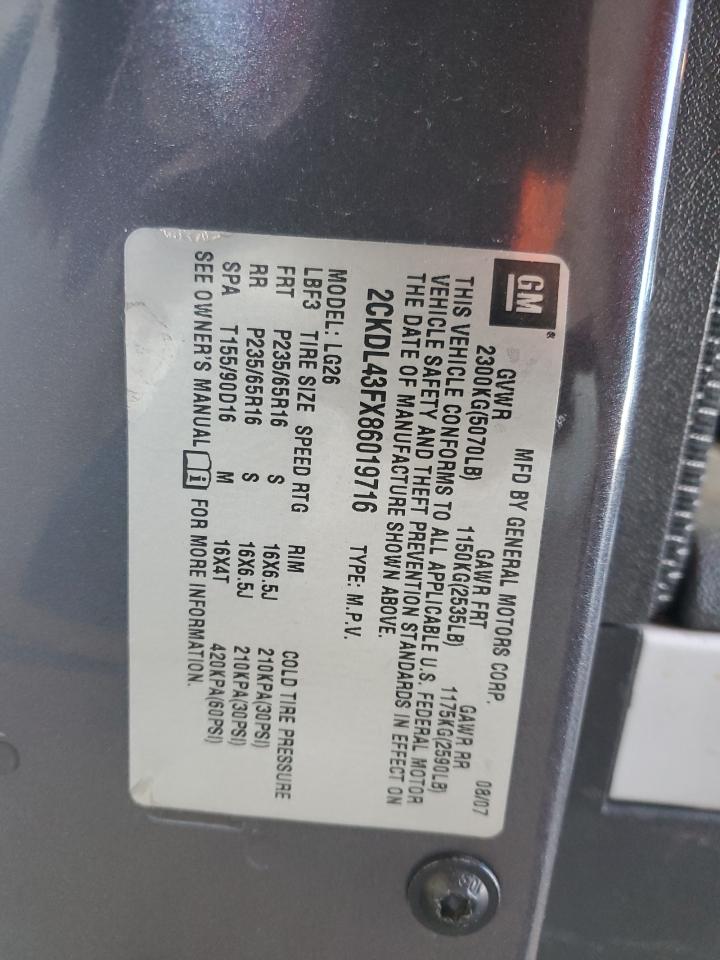 GM®
MFD BY GENERAL MOTORS CORP. 08/07
GVWR GAWR FRT GAWR RR
2300KG(5070LB) 1150KG(2535LB) 1175KG(2590LB)
THIS VEHICLE CONFORMS TO ALL APPLICABLE U.S. FEDERAL MOTOR
VEHICLE SAFETY AND THEFT PREVENTION STANDARDS IN EFFECT ON
THE DATE OF MANUFACTURE SHOWN ABOVE.
2CKDL43FX86019716 TYPE: M.P.V.
MODEL: LG26
LBF3 TIRE SIZE SPEED RTG RIM COLD TIRE PRESSURE
FRT P235/65R16 S 16X6.5J 210KPA(30PSI)
RR P235/65R16 S 16X6.5J 210KPA(30PSI)
SPA T155/90D16 M 16X4T 420KPA(60PSI)
SEE OWNER'S MANUAL i FOR MORE INFORMATION.